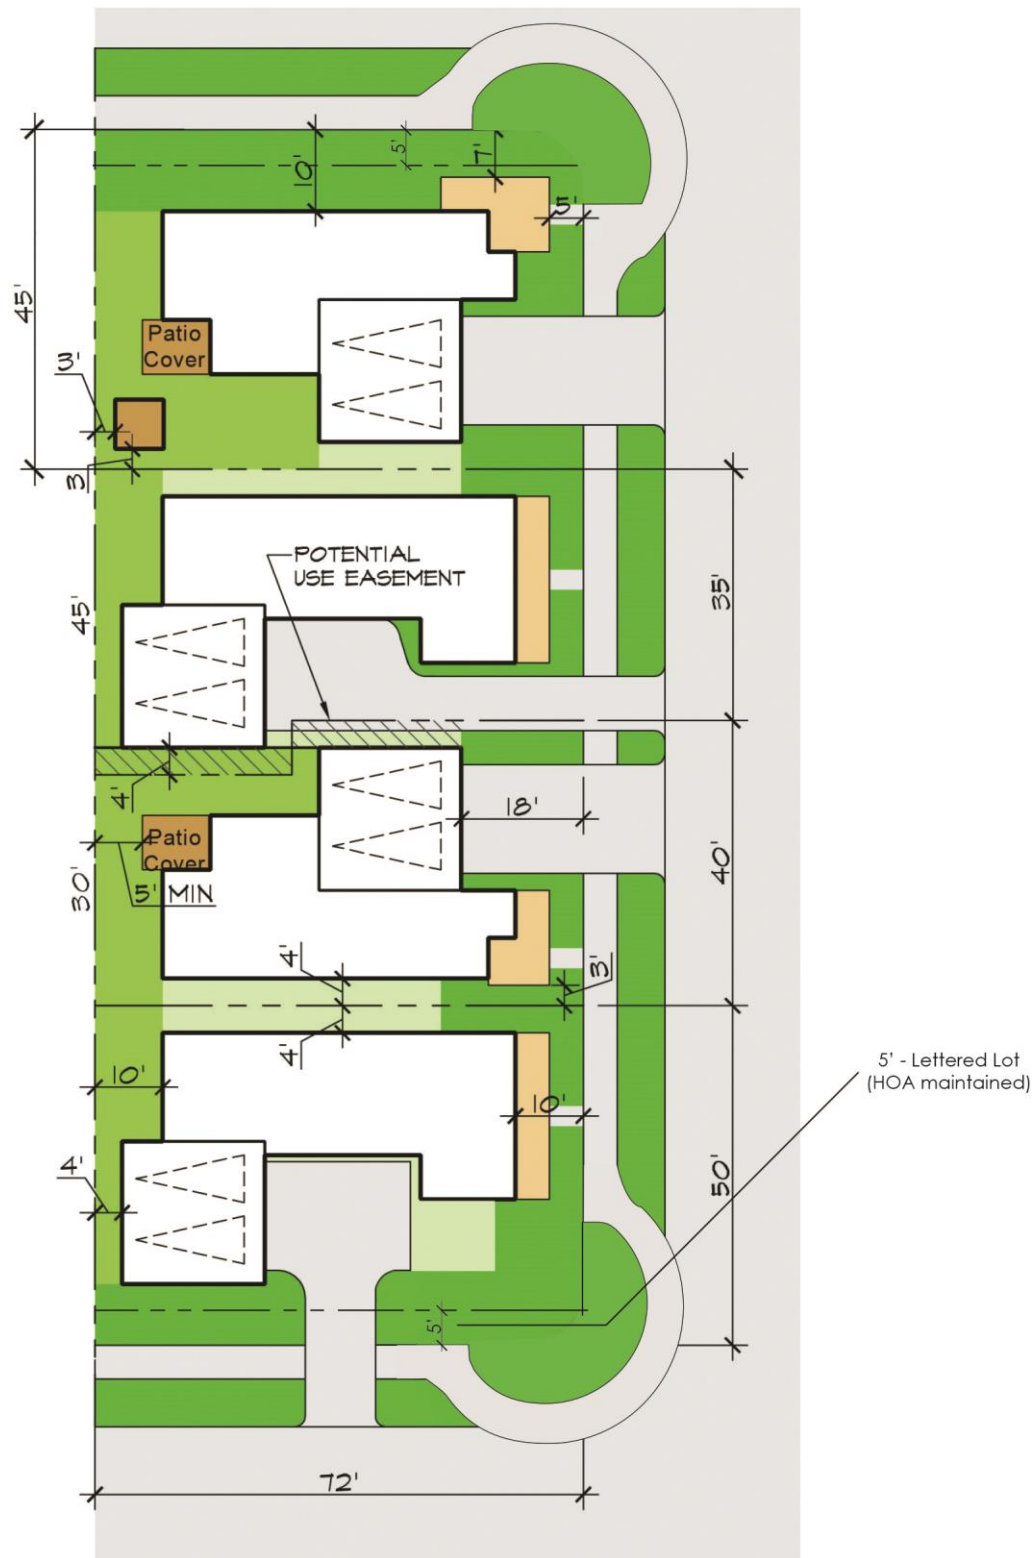 5'
7'
10'
5'
45'
Patio
Cover
3'
3'
POTENTIAL
USE EASEMENT
45'
35'
4'
18'
Patio
Cover
30'
5' MIN
40'
4'
3'
4'
5' - Lettered Lot
(HOA maintained)
10'
10'
4'
50'
5'
72'